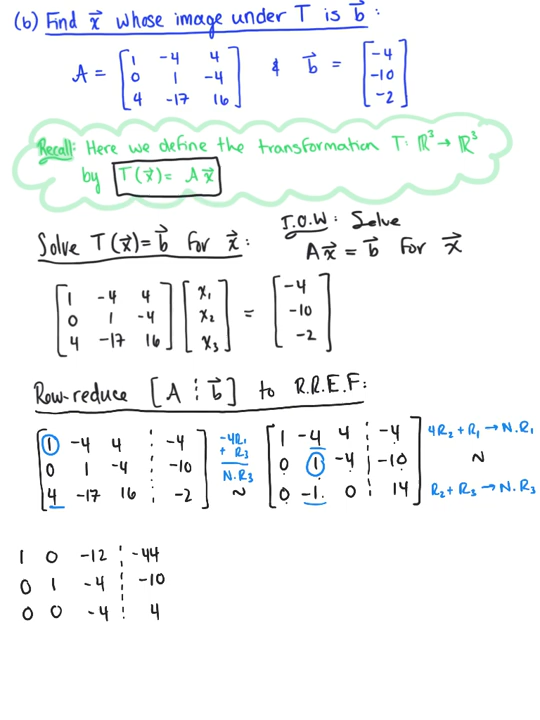 (b) Find x⃗ whose image under T is b⃗ :
A = [1 -4 4; 0 1 -4; 4 -17 16] & b⃗ = [-4; -10; -2]
Recall: Here we define the transformation T: ℝ³ → ℝ³
by T(x⃗) = Ax⃗
Solve T(x⃗) = b⃗ for x⃗ :
I.O.W: Solve
Ax⃗ = b⃗ for x⃗
[1 -4 4; 0 1 -4; 4 -17 16] [x₁; x₂; x₃] = [-4; -10; -2]
Row-reduce [A ¦ b⃗] to R.R.E.F:
[1 -4 4 ¦ -4; 0 1 -4 ¦ -10; 4 -17 16 ¦ -2]
-4R₁
+ R₃
N.R₃
~
[1 -4 4 ¦ -4; 0 1 -4 ¦ -10; 0 -1 0 ¦ 14]
4R₂ + R₁ → N.R₁
~
R₂ + R₃ → N.R₃
1 0 -12 ¦ -44
0 1 -4 ¦ -10
0 0 -4 ¦ 4